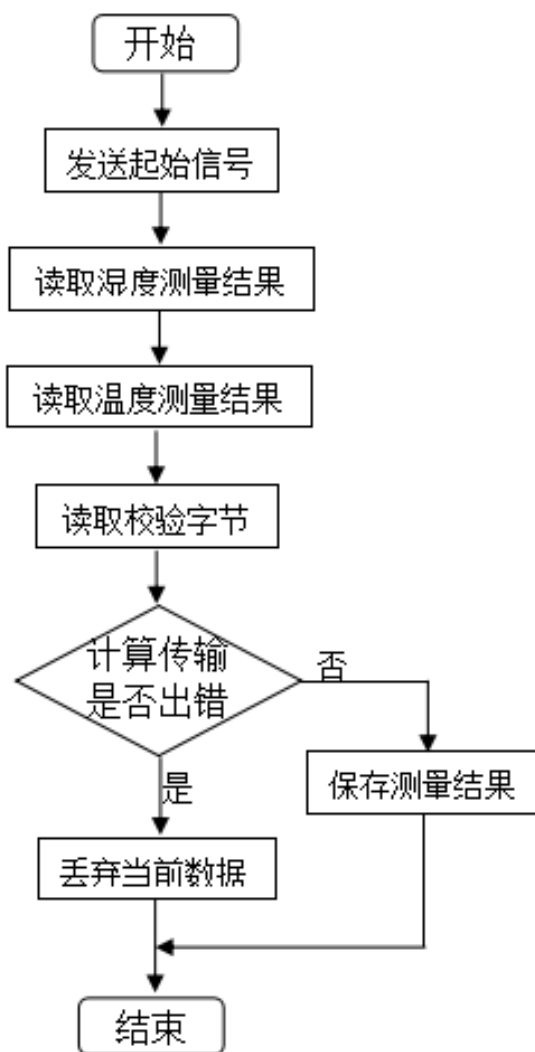 开始
发送起始信号
读取湿度测量结果
读取温度测量结果
读取校验字节
计算传输
是否出错
否
保存测量结果
是
丢弃当前数据
结束